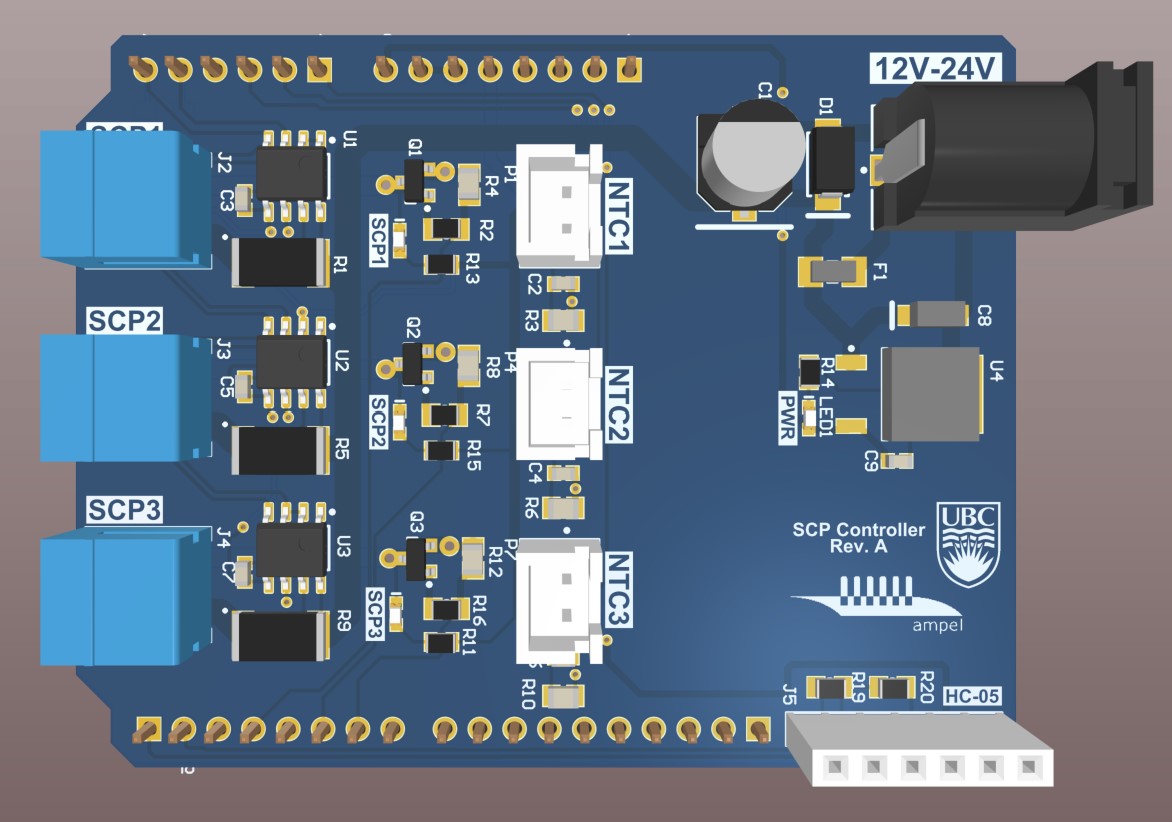 12V-24V
C1
D1
SCP1
J2
U1
C3
R1
Q1
R4
SCP1
R2
R13
P1
NTC1
C2
R3
F1
C8
SCP2
J3
U2
C5
R5
Q2
R8
SCP2
R7
R15
P4
NTC2
C4
R6
R14
PWR
LED1
U4
C9
SCP3
J4
U3
C7
R9
Q3
R12
SCP3
R16
R11
P7
NTC3
R10
SCP Controller
Rev. A
UBC
ampel
J5
R19
R20
HC-05